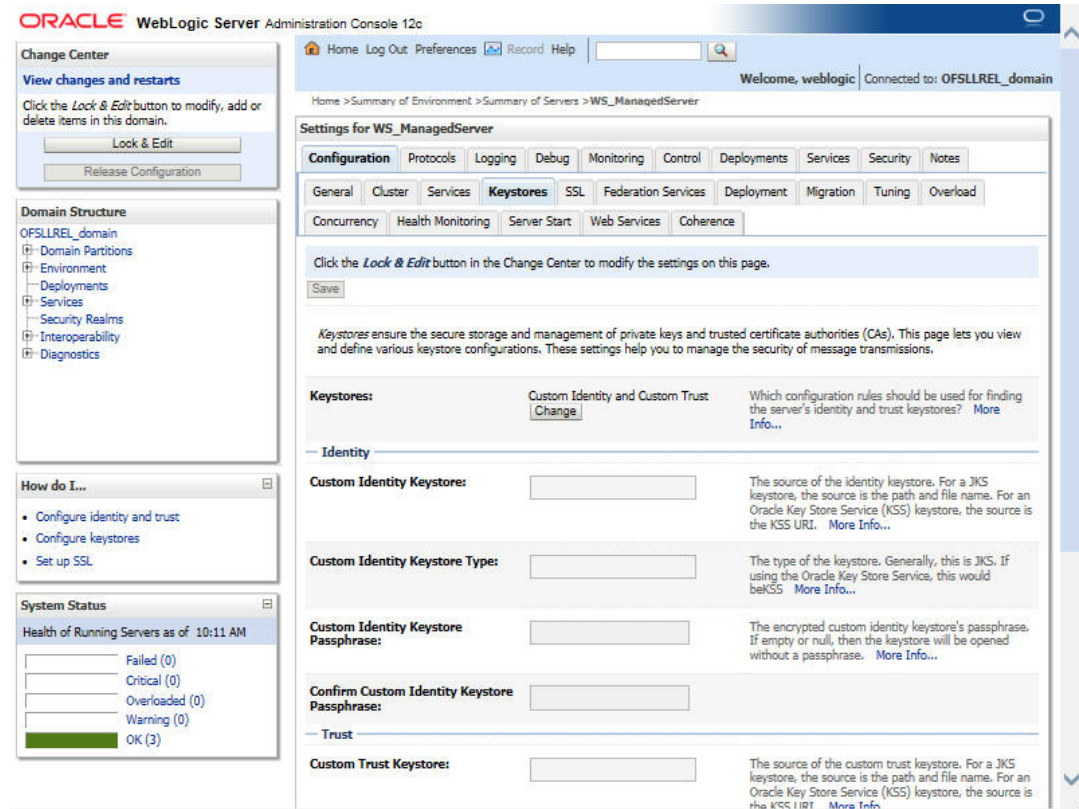 ORACLE WebLogic Server Administration Console 12c
Change Center
View changes and restarts
Click the Lock & Edit button to modify, add or
delete items in this domain.
Lock & Edit
Release Configuration
Domain Structure
OFSLLREL_domain
Domain Partitions
Environment
Deployments
Services
Security Realms
Interoperability
Diagnostics
How do I...
Configure identity and trust
Configure keystores
Set up SSL
System Status
Health of Running Servers as of 10:11 AM
Failed (0)
Critical (0)
Overloaded (0)
Warning (0)
OK (3)
Home Log Out Preferences Record Help
Welcome, weblogic Connected to: OFSLLREL_domain
Home >Summary of Environment >Summary of Servers >WS_ManagedServer
Settings for WS_ManagedServer
Configuration Protocols Logging Debug Monitoring Control Deployments Services Security Notes
General Cluster Services Keystores SSL Federation Services Deployment Migration Tuning Overload
Concurrency Health Monitoring Server Start Web Services Coherence
Click the Lock & Edit button in the Change Center to modify the settings on this page.
Save
Keystores ensure the secure storage and management of private keys and trusted certificate authorities (CAs). This page lets you view
and define various keystore configurations. These settings help you to manage the security of message transmissions.
Keystores:
Custom Identity and Custom Trust
Change
Which configuration rules should be used for finding
the server's identity and trust keystores? More
Info...
Identity
Custom Identity Keystore:
The source of the identity keystore. For a JKS
keystore, the source is the path and file name. For an
Oracle Key Store Service (KSS) keystore, the source is
the KSS URI. More Info...
Custom Identity Keystore Type:
The type of the keystore. Generally, this is JKS. If
using the Oracle Key Store Service, this would
beKSS More Info...
Custom Identity Keystore
Passphrase:
The encrypted custom identity keystore's passphrase.
If empty or null, then the keystore will be opened
without a passphrase. More Info...
Confirm Custom Identity Keystore
Passphrase:
Trust
Custom Trust Keystore:
The source of the custom trust keystore. For a JKS
keystore, the source is the path and file name. For an
Oracle Key Store Service (KSS) keystore, the source is
the KSS URI. More Info